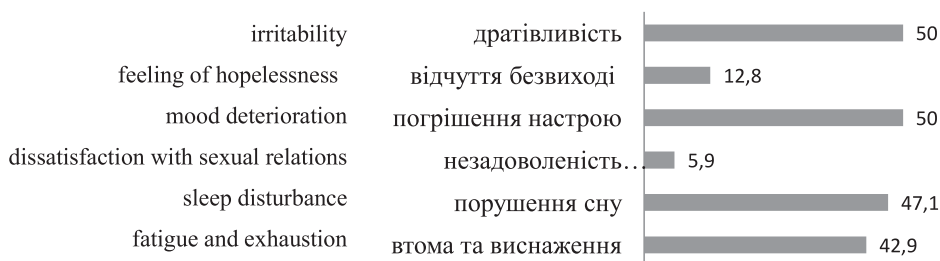 irritability дратівливість 50
feeling of hopelessness відчуття безвиході 12,8
mood deterioration погрішення настрою 50
dissatisfaction with sexual relations незадоволеність… 5,9
sleep disturbance порушення сну 47,1
fatigue and exhaustion втома та виснаження 42,9